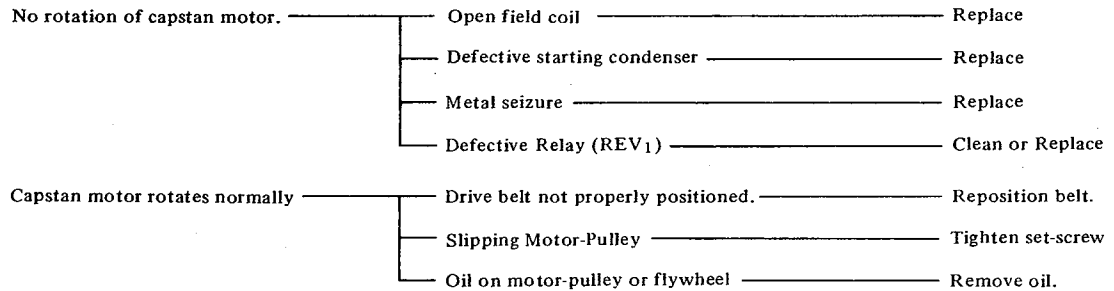 No rotation of capstan motor. Open field coil Replace
Defective starting condenser Replace
Metal seizure Replace
Defective Relay (REV1) Clean or Replace
Capstan motor rotates normally Drive belt not properly positioned. Reposition belt.
Slipping Motor-Pulley Tighten set-screw
Oil on motor-pulley or flywheel Remove oil.